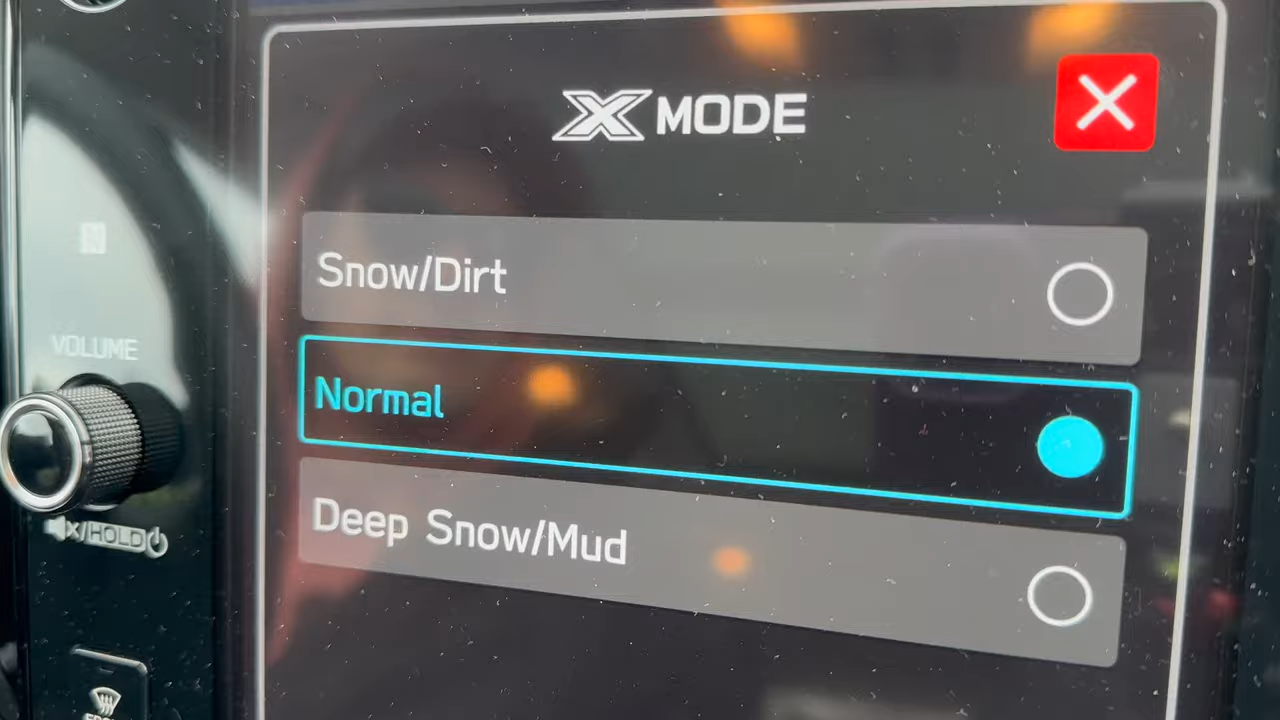 X MODE
Snow/Dirt
Normal
Deep Snow/Mud
VOLUME
/HOLD